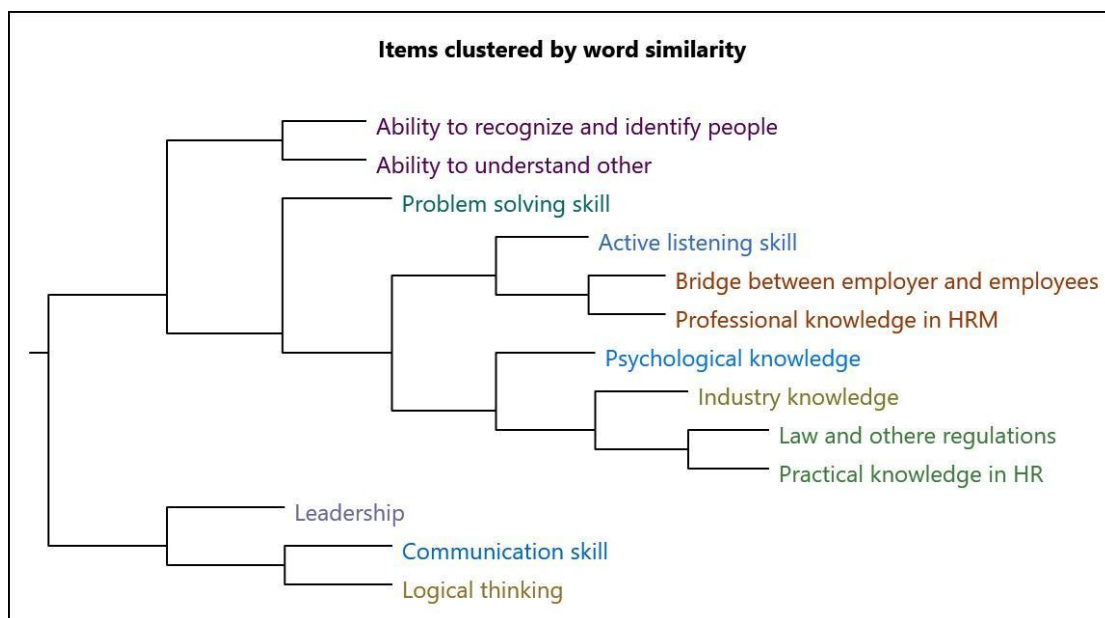 Items clustered by word similarity
Ability to recognize and identify people
Ability to understand other
Problem solving skill
Active listening skill
Bridge between employer and employees
Professional knowledge in HRM
Psychological knowledge
Industry knowledge
Law and othere regulations
Practical knowledge in HR
Leadership
Communication skill
Logical thinking